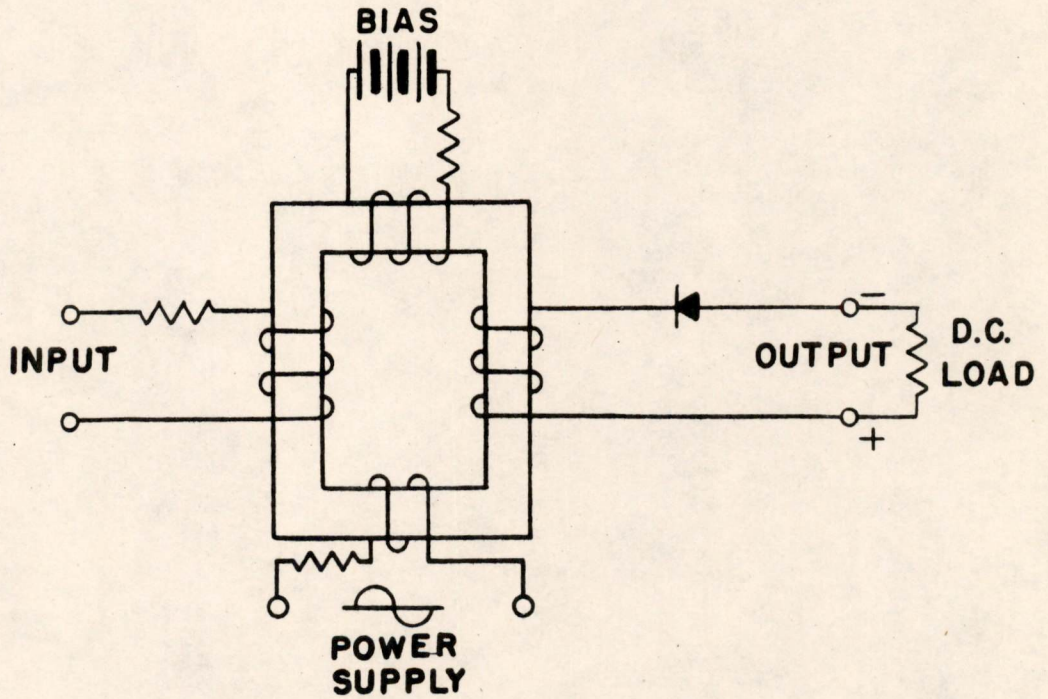 BIAS
INPUT
OUTPUT
−
+
D.C.
LOAD
POWER
SUPPLY